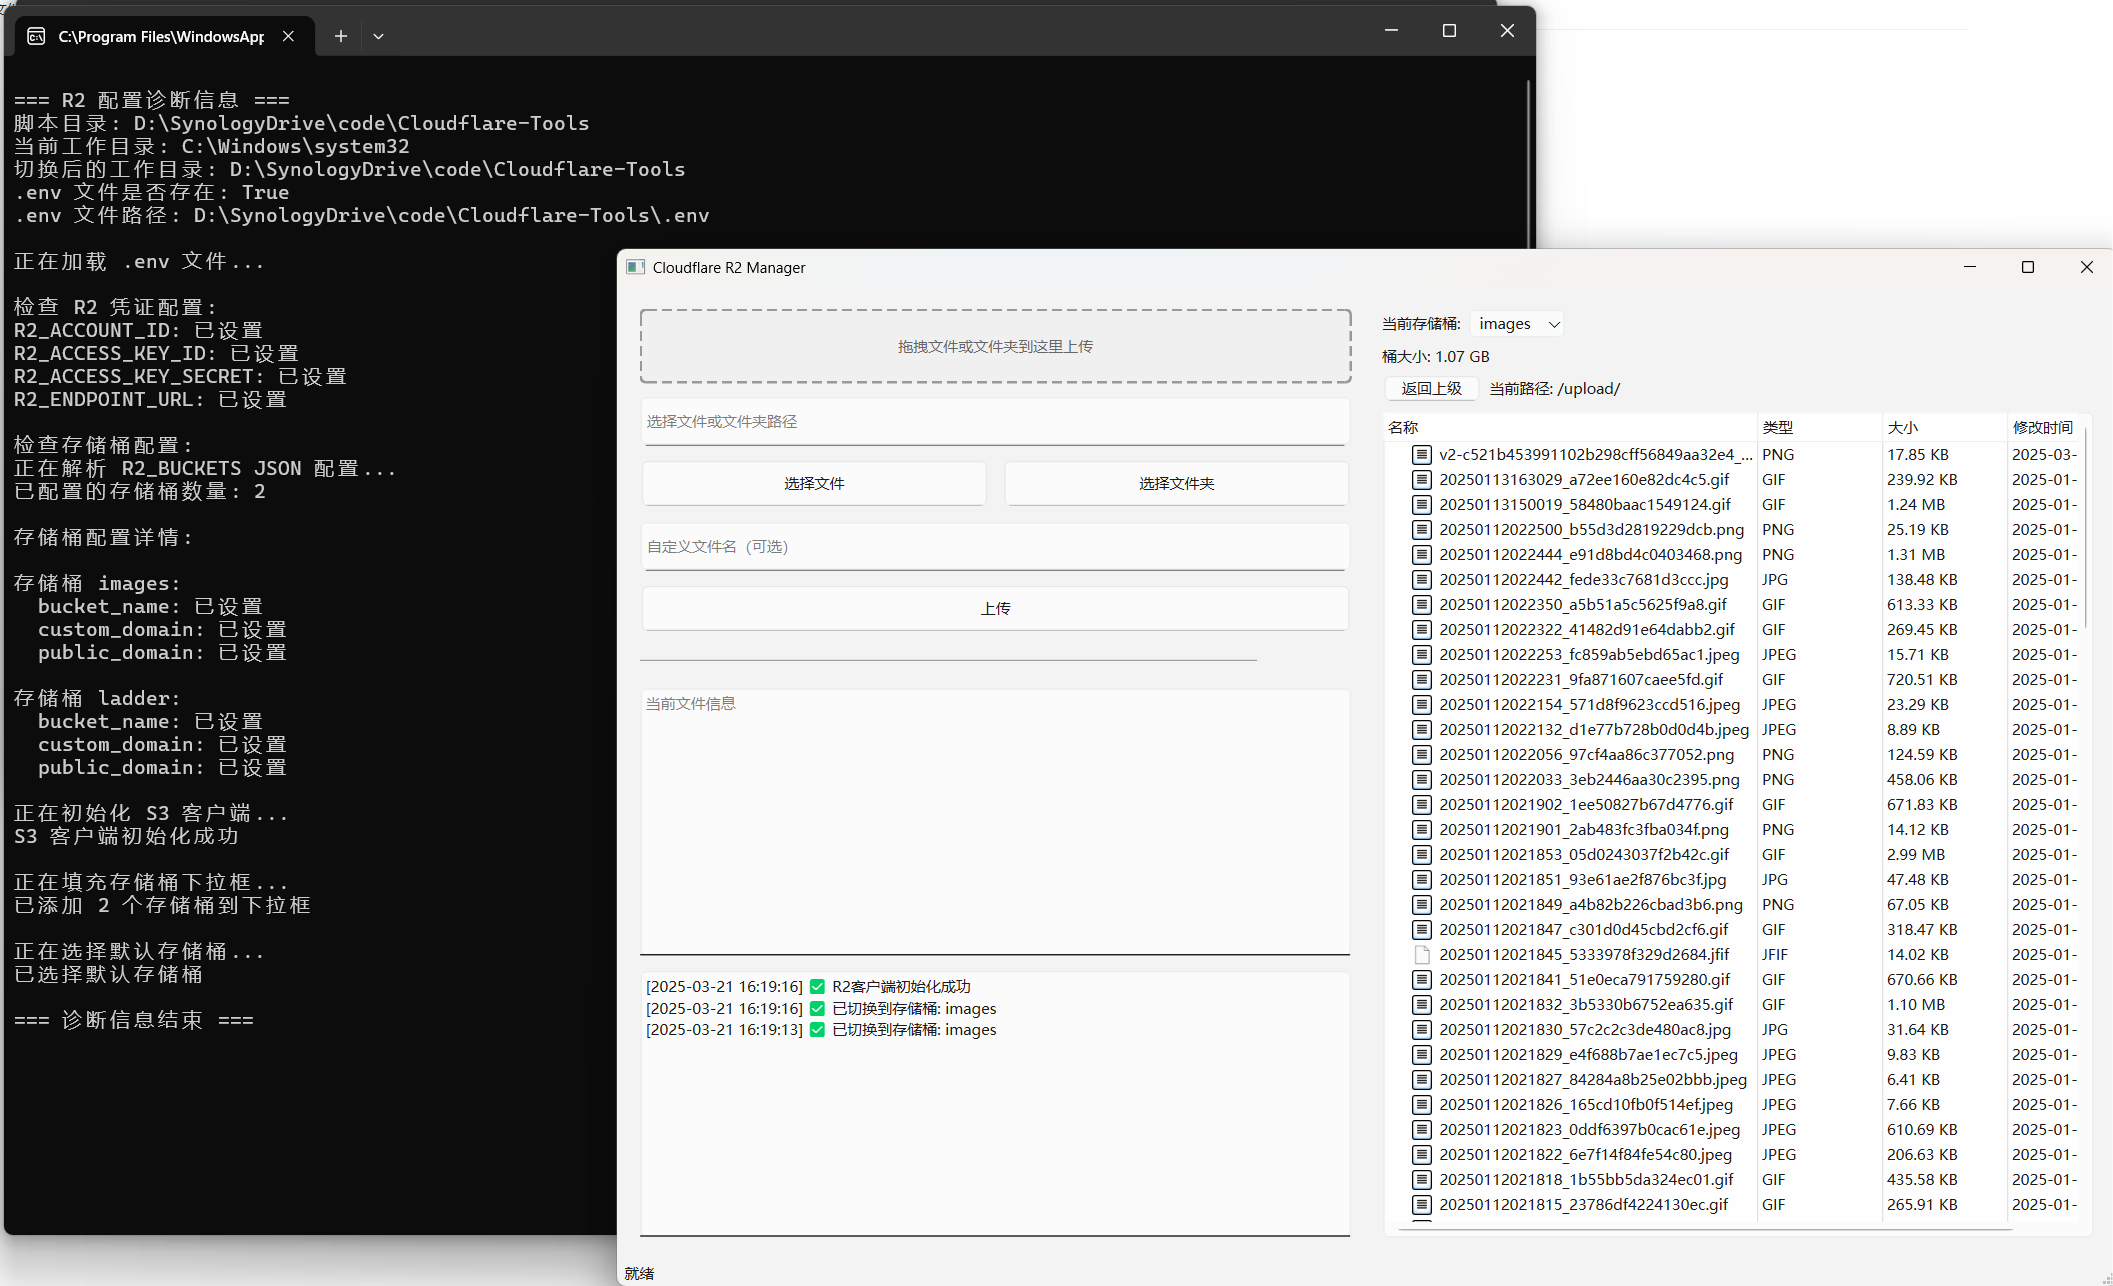 C:\Program Files\WindowsApp
=== R2 配置诊断信息 ===
脚本目录: D:\SynologyDrive\code\Cloudflare-Tools
当前工作目录: C:\Windows\system32
切换后的工作目录: D:\SynologyDrive\code\Cloudflare-Tools
.env 文件是否存在: True
.env 文件路径: D:\SynologyDrive\code\Cloudflare-Tools\.env
正在加载 .env 文件...
检查 R2 凭证配置:
R2_ACCOUNT_ID: 已设置
R2_ACCESS_KEY_ID: 已设置
R2_ACCESS_KEY_SECRET: 已设置
R2_ENDPOINT_URL: 已设置
检查存储桶配置:
正在解析 R2_BUCKETS JSON 配置...
已配置的存储桶数量: 2
存储桶配置详情:
存储桶 images:
bucket_name: 已设置
custom_domain: 已设置
public_domain: 已设置
存储桶 ladder:
bucket_name: 已设置
custom_domain: 已设置
public_domain: 已设置
正在初始化 S3 客户端...
S3 客户端初始化成功
正在填充存储桶下拉框...
已添加 2 个存储桶到下拉框
正在选择默认存储桶...
已选择默认存储桶
=== 诊断信息结束 ===
Cloudflare R2 Manager
拖拽文件或文件夹到这里上传
选择文件或文件夹路径
选择文件 选择文件夹
自定义文件名（可选）
上传
当前文件信息
[2025-03-21 16:19:16] ✅ R2客户端初始化成功
[2025-03-21 16:19:16] ✅ 已切换到存储桶: images
[2025-03-21 16:19:13] ✅ 已切换到存储桶: images
就绪
当前存储桶: images
桶大小: 1.07 GB
返回上级 当前路径: /upload/
名称 类型 大小 修改时间
v2-c521b453991102b298cff56849aa32e4_... PNG 17.85 KB 2025-03-
20250113163029_a72ee160e82dc4c5.gif GIF 239.92 KB 2025-01-
20250113150019_58480baac1549124.gif GIF 1.24 MB 2025-01-
20250112022500_b55d3d2819229dcb.png PNG 25.19 KB 2025-01-
20250112022444_e91d8bd4c0403468.png PNG 1.31 MB 2025-01-
20250112022442_fede33c7681d3ccc.jpg JPG 138.48 KB 2025-01-
20250112022350_a5b51a5c5625f9a8.gif GIF 613.33 KB 2025-01-
20250112022322_41482d91e64dabb2.gif GIF 269.45 KB 2025-01-
20250112022253_fc859ab5ebd65ac1.jpeg JPEG 15.71 KB 2025-01-
20250112022231_9fa871607caee5fd.gif GIF 720.51 KB 2025-01-
20250112022154_571d8f9623ccd516.jpeg JPEG 23.29 KB 2025-01-
20250112022132_d1e77b728b0d0d4b.jpeg JPEG 8.89 KB 2025-01-
20250112022056_97cf4aa86c377052.png PNG 124.59 KB 2025-01-
20250112022033_3eb2446aa30c2395.png PNG 458.06 KB 2025-01-
20250112021902_1ee50827b67d4776.gif GIF 671.83 KB 2025-01-
20250112021901_2ab483fc3fba034f.png PNG 14.12 KB 2025-01-
20250112021853_05d0243037f2b42c.gif GIF 2.99 MB 2025-01-
20250112021851_93e61ae2f876bc3f.jpg JPG 47.48 KB 2025-01-
20250112021849_a4b82b226cbad3b6.png PNG 67.05 KB 2025-01-
20250112021847_c301d0d45cbd2cf6.gif GIF 318.47 KB 2025-01-
20250112021845_5333978f329d2684.jfif JFIF 14.02 KB 2025-01-
20250112021841_51e0eca791759280.gif GIF 670.66 KB 2025-01-
20250112021832_3b5330b6752ea635.gif GIF 1.10 MB 2025-01-
20250112021830_57c2c2c3de480ac8.jpg JPG 31.64 KB 2025-01-
20250112021829_e4f688b7ae1ec7c5.jpeg JPEG 9.83 KB 2025-01-
20250112021827_84284a8b25e02bbb.jpeg JPEG 6.41 KB 2025-01-
20250112021826_165cd10fb0f514ef.jpeg JPEG 7.66 KB 2025-01-
20250112021823_0ddf6397b0cac61e.jpeg JPEG 610.69 KB 2025-01-
20250112021822_6e7f14f84fe54c80.jpeg JPEG 206.63 KB 2025-01-
20250112021818_1b55bb5da324ec01.gif GIF 435.58 KB 2025-01-
20250112021815_23786df4224130ec.gif GIF 265.91 KB 2025-01-